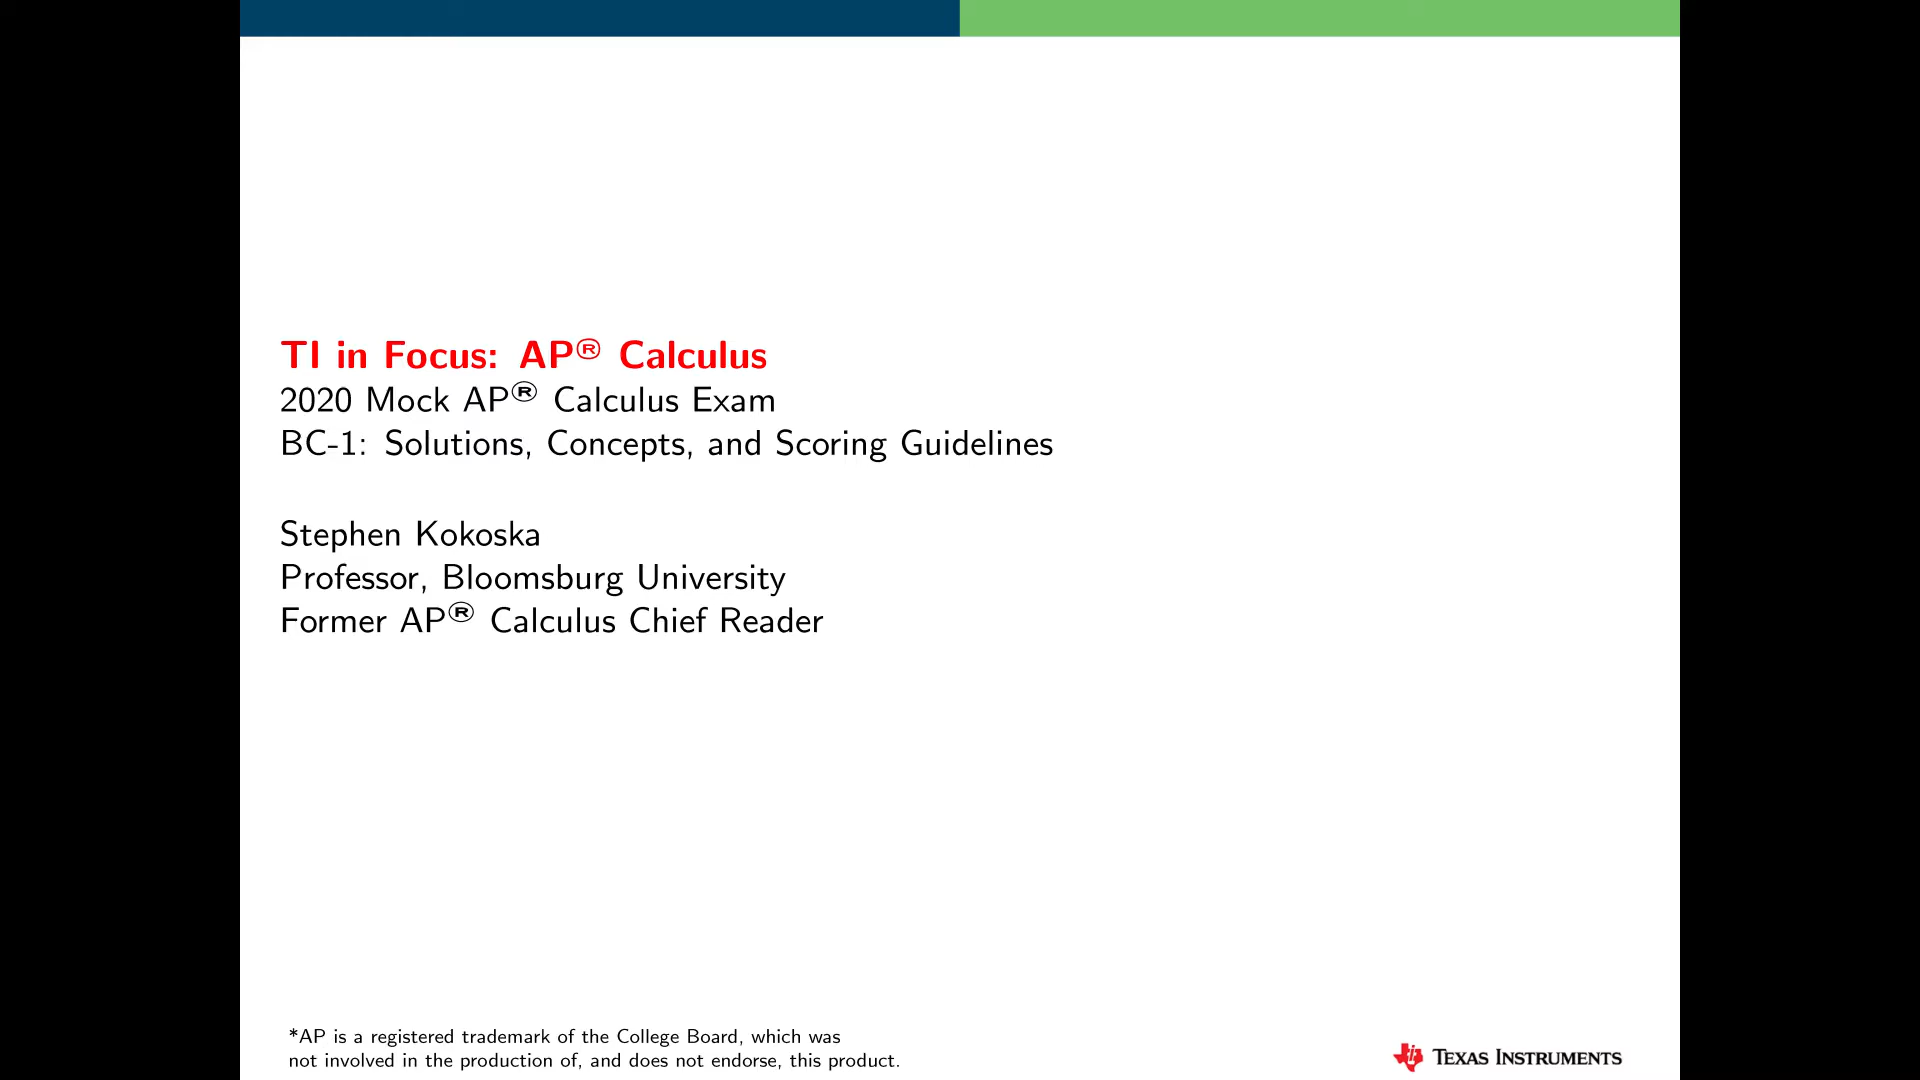 TI in Focus: AP® Calculus
2020 Mock AP® Calculus Exam
BC-1: Solutions, Concepts, and Scoring Guidelines
Stephen Kokoska
Professor, Bloomsburg University
Former AP® Calculus Chief Reader
*AP is a registered trademark of the College Board, which was
not involved in the production of, and does not endorse, this product.
TEXAS INSTRUMENTS